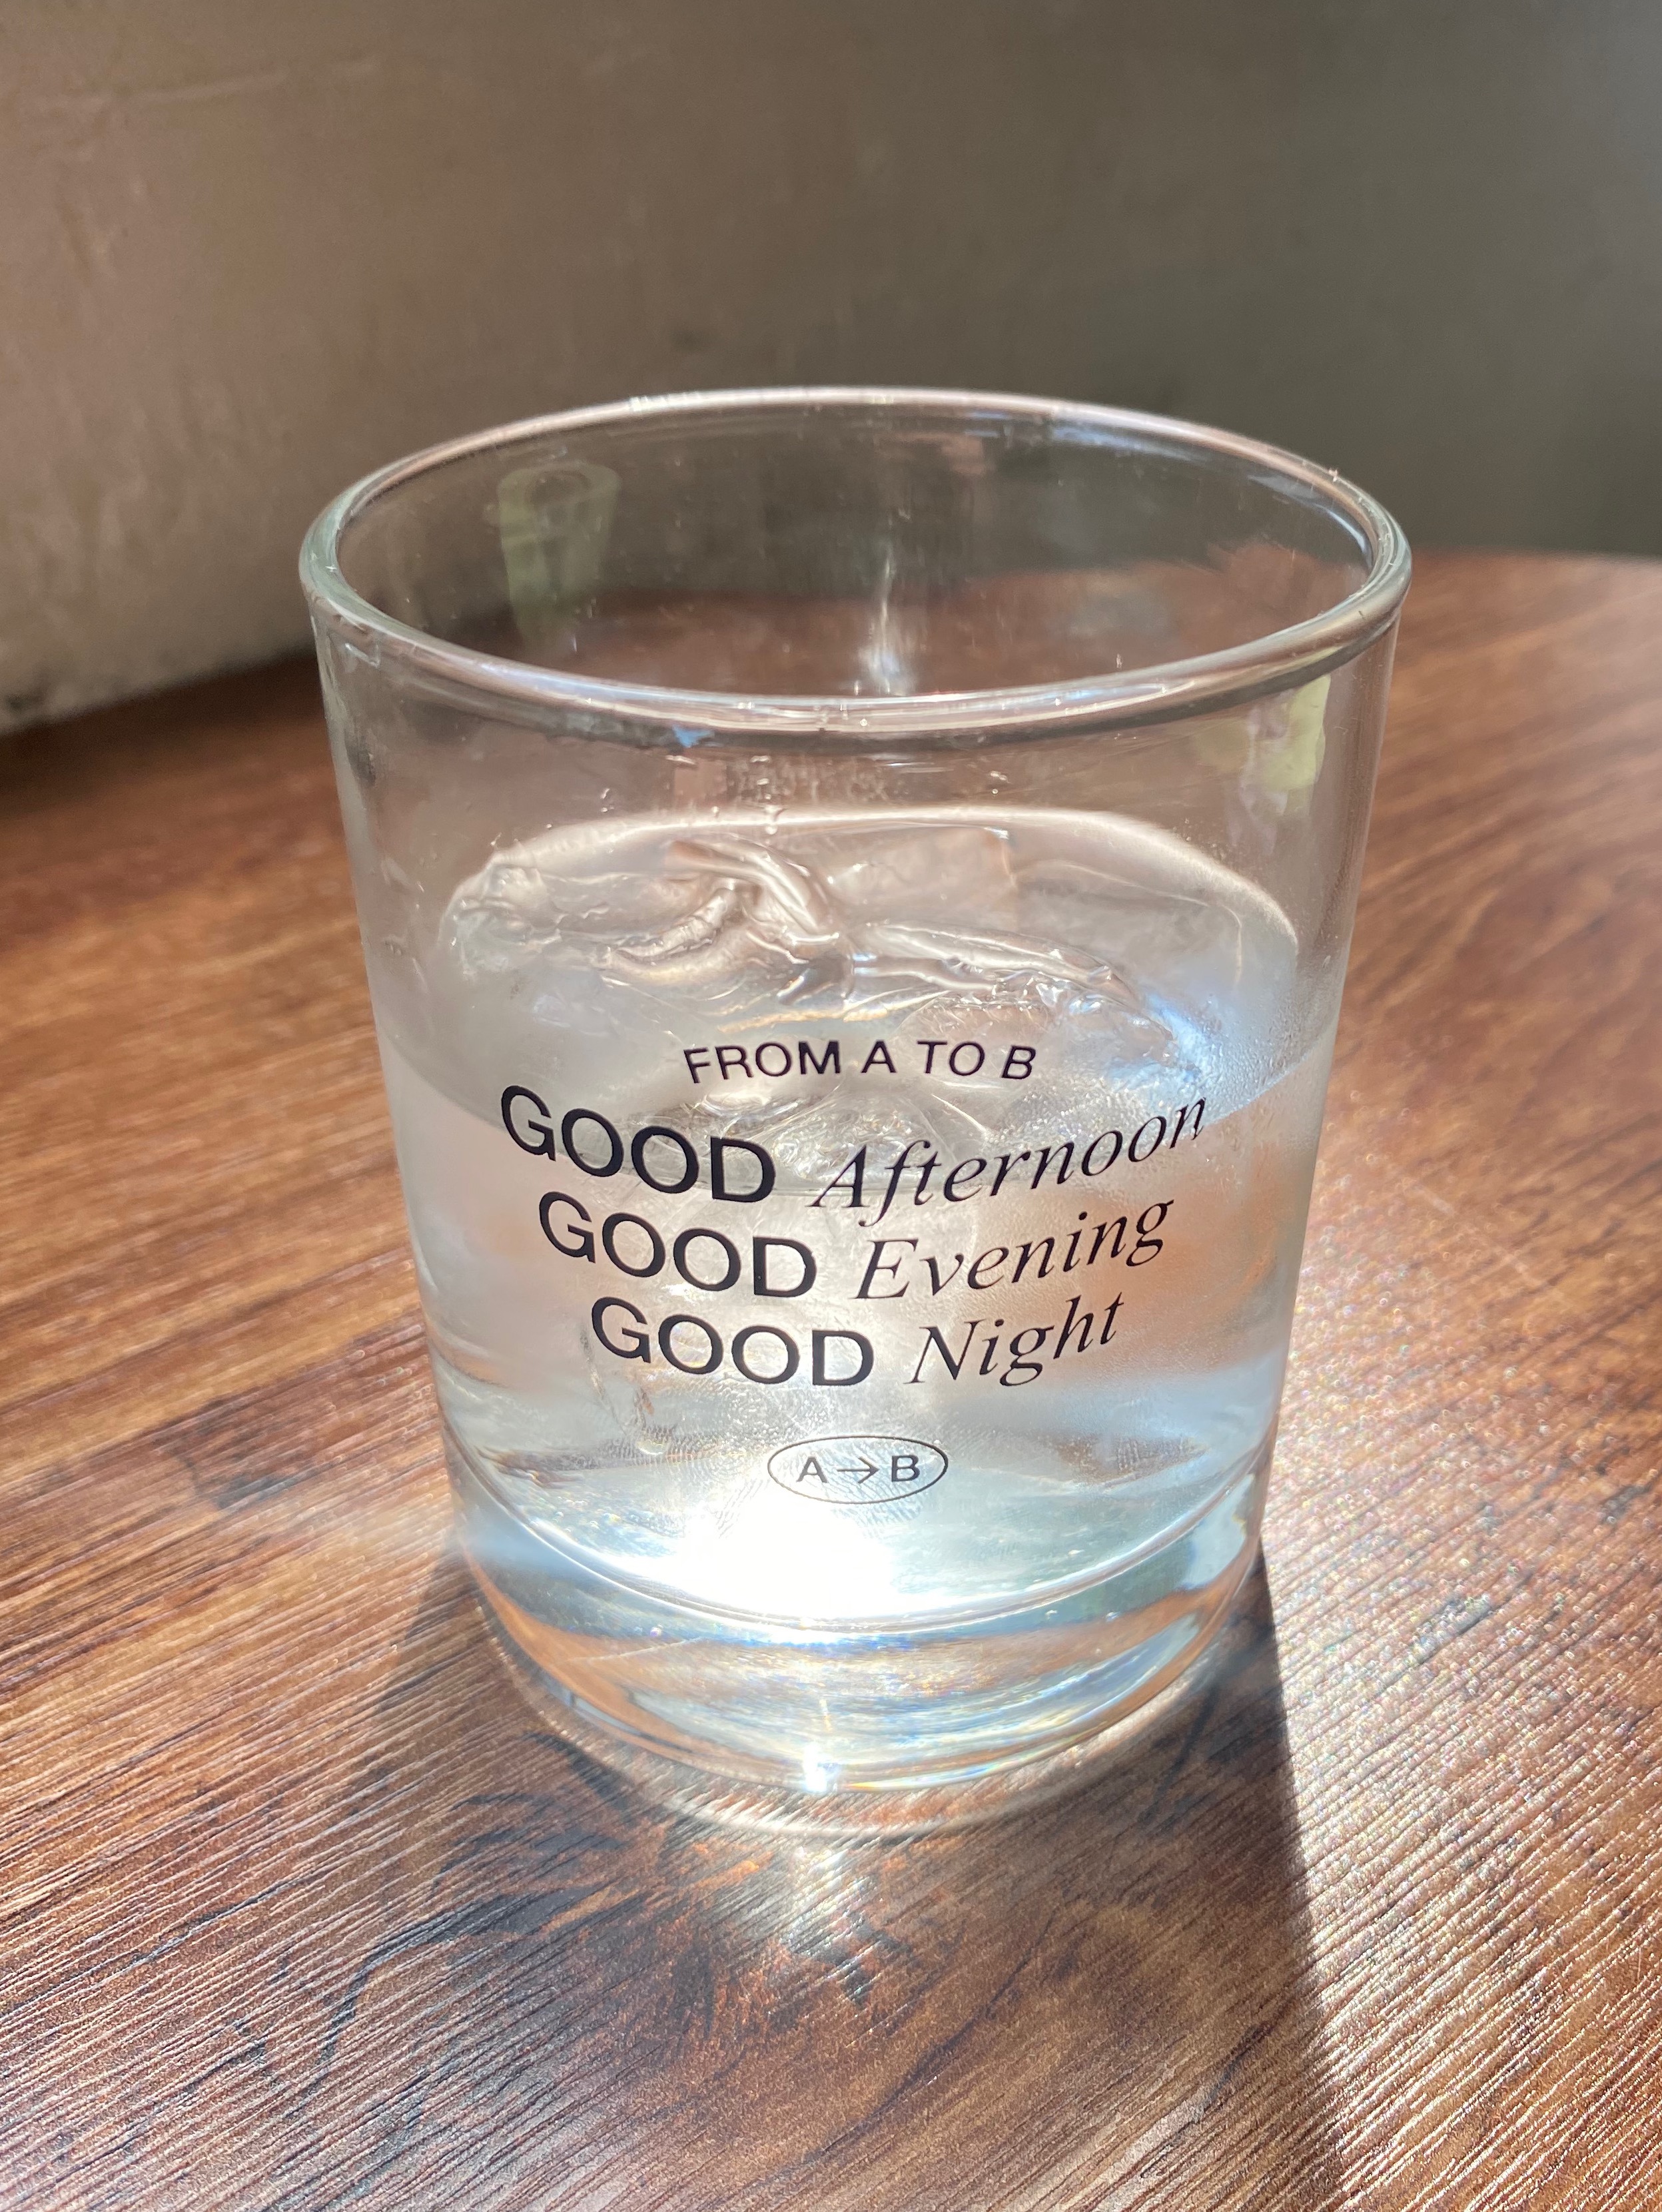 FROM A TO B
GOOD Afternoon
GOOD Evening
GOOD Night
A→B